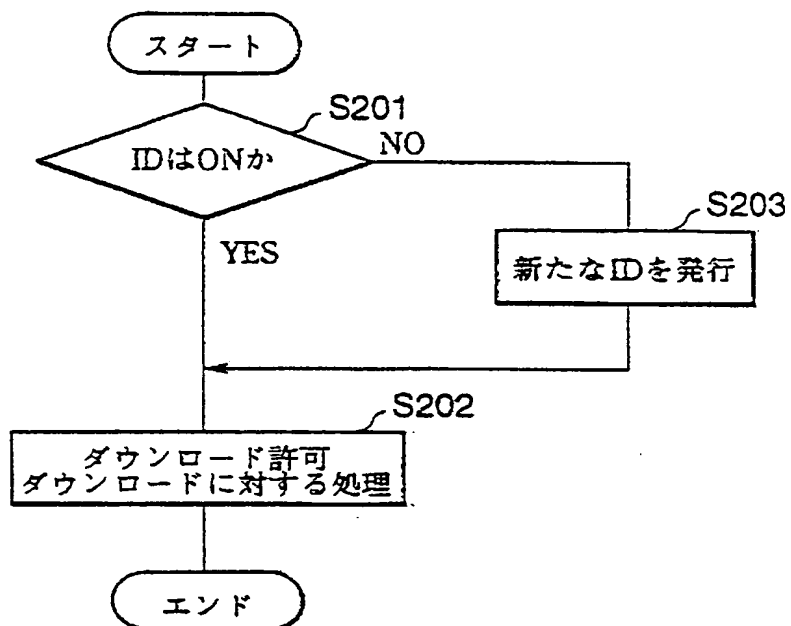 スタート
S201
IDはONか
NO
S203
YES
新たなIDを発行
S202
ダウンロード許可
ダウンロードに対する処理
エンド